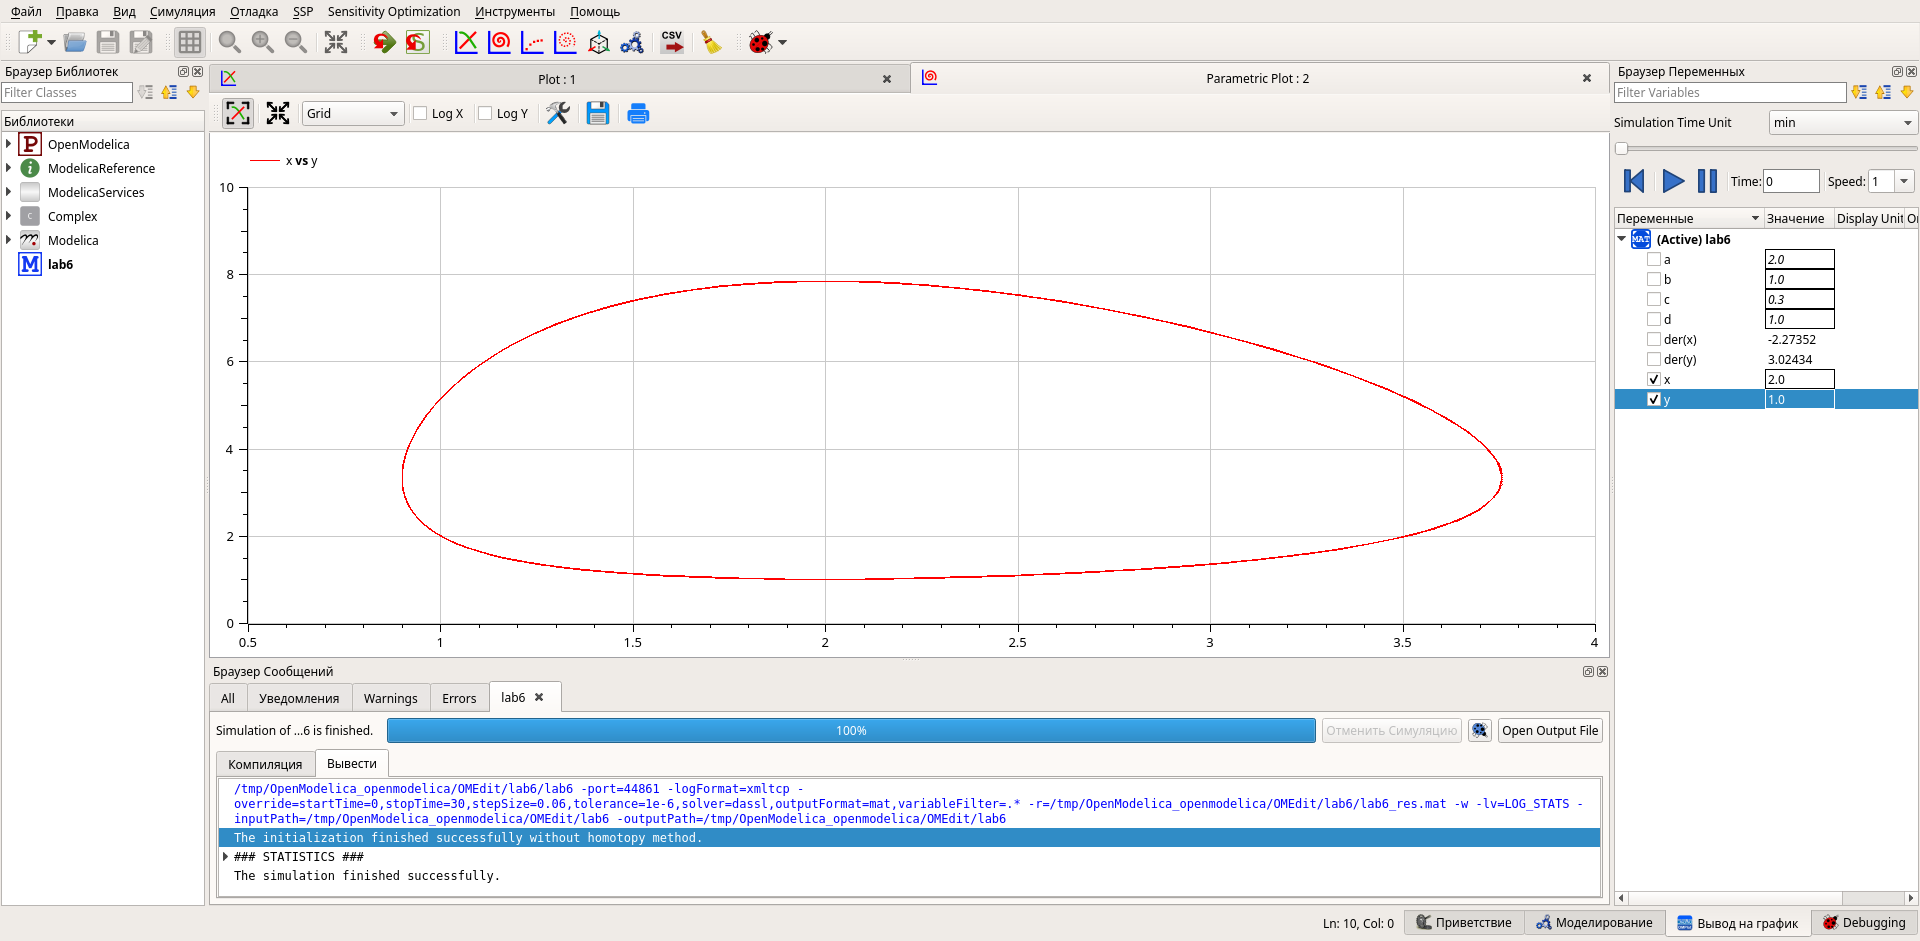 Файл Правка Вид Симуляция Отладка SSP Sensitivity Optimization Инструменты Помощь
CSV
Браузер Библиотек
Filter Classes
Библиотеки
P OpenModelica
i ModelicaReference
ModelicaServices
C Complex
m Modelica
M lab6
Plot : 1
Parametric Plot : 2
Grid Log X Log Y
x vs y
10
8
6
4
2
0
0.5 1 1.5 2 2.5 3 3.5 4
Браузер Сообщений
All Уведомления Warnings Errors lab6
Simulation of ...6 is finished. 100% Отменить Симуляцию Open Output File
Компиляция Вывести
/tmp/OpenModelica_openmodelica/OMEdit/lab6/lab6 -port=44861 -logFormat=xmltcp -
override=startTime=0,stopTime=30,stepSize=0.06,tolerance=1e-6,solver=dassl,outputFormat=mat,variableFilter=.* -r=/tmp/OpenModelica_openmodelica/OMEdit/lab6/lab6_res.mat -w -lv=LOG_STATS -
inputPath=/tmp/OpenModelica_openmodelica/OMEdit/lab6 -outputPath=/tmp/OpenModelica_openmodelica/OMEdit/lab6
The initialization finished successfully without homotopy method.
### STATISTICS ###
The simulation finished successfully.
Браузер Переменных
Filter Variables
Simulation Time Unit min
Time: 0 Speed: 1
Переменные Значение Display Unit
MAT (Active) lab6
a 2.0
b 1.0
c 0.3
d 1.0
der(x) -2.27352
der(y) 3.02434
x 2.0
y 1.0
Ln: 10, Col: 0 Приветствие Моделирование Вывод на график Debugging